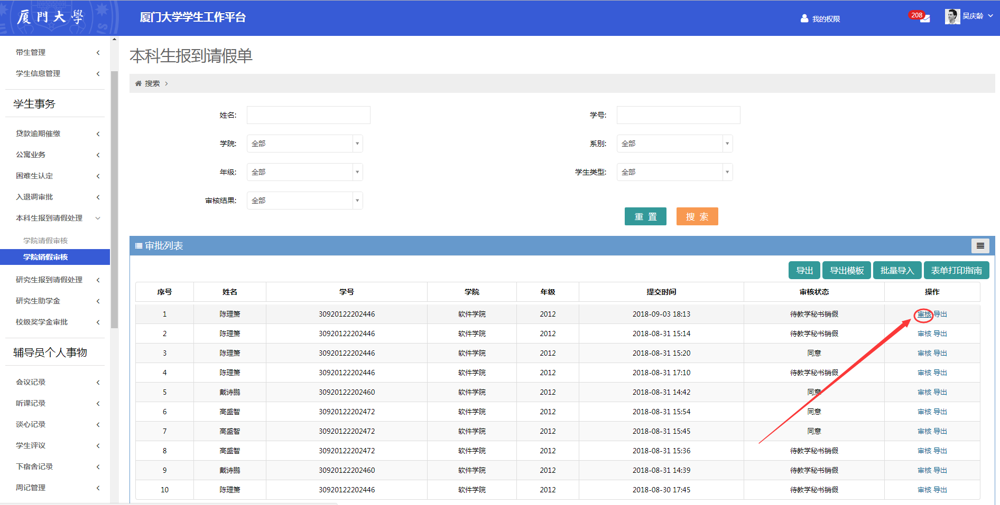 厦門大學
厦门大学学生工作平台
我的权限
208
吴庆龄
带生管理
学生信息管理
学生事务
贷款逾期催缴
公寓业务
困难生认定
入退调审批
本科生报到请假处理
学院请假审核
学院销假审核
研究生报到请假处理
研究生助学金
校级奖学金审批
辅导员个人事物
会议记录
听课记录
谈心记录
学生评议
下宿舍记录
周记管理
本科生报到请假单
搜索
姓名:
学号:
学院: 全部
系别: 全部
年级: 全部
学生类型: 全部
审核结果: 全部
重 置 搜 索
审批列表
导出 导出模板 批量导入 表单打印指南
序号 姓名 学号 学院 年级 提交时间 审核状态 操作
1 陈理箫 30920122202446 软件学院 2012 2018-09-03 18:13 待教学秘书销假 审核 导出
2 陈理箫 30920122202446 软件学院 2012 2018-08-31 15:14 待教学秘书销假 审核 导出
3 陈理箫 30920122202446 软件学院 2012 2018-08-31 15:20 同意 审核 导出
4 陈理箫 30920122202446 软件学院 2012 2018-08-31 17:10 待教学秘书销假 审核 导出
5 戴诗鹏 30920122202460 软件学院 2012 2018-08-31 14:42 同意 审核 导出
6 高盛智 30920122202472 软件学院 2012 2018-08-31 15:54 同意 审核 导出
7 高盛智 30920122202472 软件学院 2012 2018-08-31 15:45 同意 审核 导出
8 高盛智 30920122202472 软件学院 2012 2018-08-31 15:36 待教学秘书销假 审核 导出
9 戴诗鹏 30920122202460 软件学院 2012 2018-08-31 14:39 待教学秘书销假 审核 导出
10 陈理箫 30920122202446 软件学院 2012 2018-08-30 17:45 待教学秘书销假 审核 导出